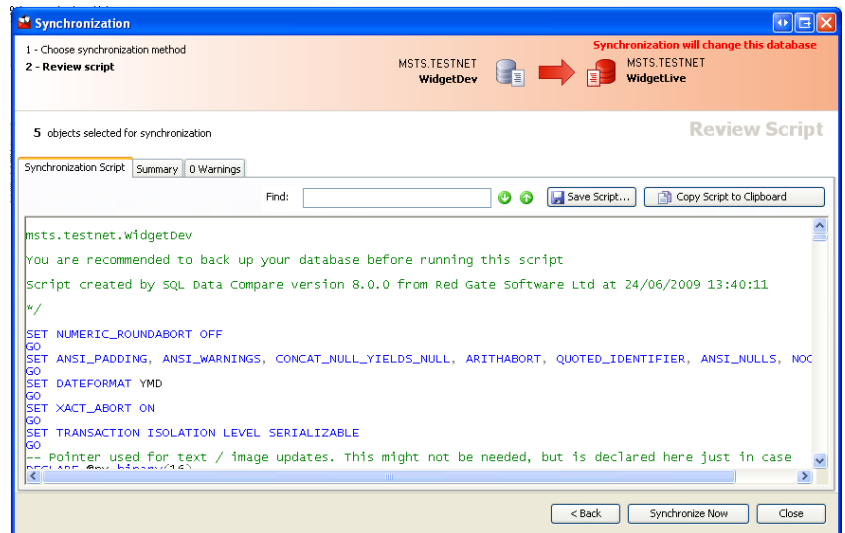 Synchronization
1 - Choose synchronization method
2 - Review script
Synchronization will change this database
MSTS.TESTNET
WidgetDev
MSTS.TESTNET
WidgetLive
5 objects selected for synchronization
Review Script
Synchronization Script
Summary
0 Warnings
Find:
Save Script...
Copy Script to Clipboard
msts.testnet.WidgetDev
You are recommended to back up your database before running this script
Script created by SQL Data Compare version 8.0.0 from Red Gate Software Ltd at 24/06/2009 13:40:11
*/
SET NUMERIC_ROUNDABORT OFF
GO
SET ANSI_PADDING, ANSI_WARNINGS, CONCAT_NULL_YIELDS_NULL, ARITHABORT, QUOTED_IDENTIFIER, ANSI_NULLS, NOC
GO
SET DATEFORMAT YMD
GO
SET XACT_ABORT ON
GO
SET TRANSACTION ISOLATION LEVEL SERIALIZABLE
GO
-- Pointer used for text / image updates. This might not be needed, but is declared here just in case
DECLARE @pv binary(16)
< Back
Synchronize Now
Close